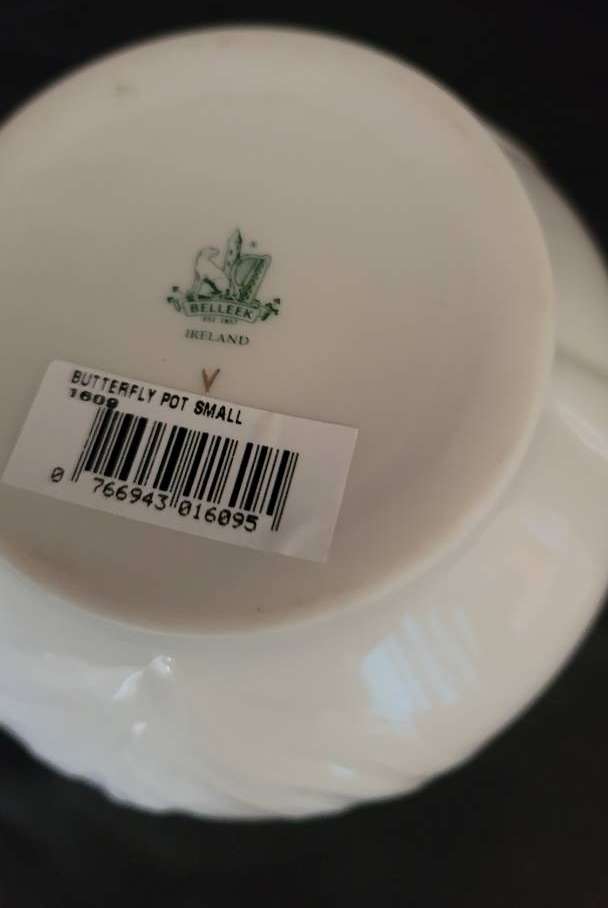 ®
BELLEEK
EST. 1857
IRELAND
V
BUTTERFLY POT SMALL
1609
0 766943 016095